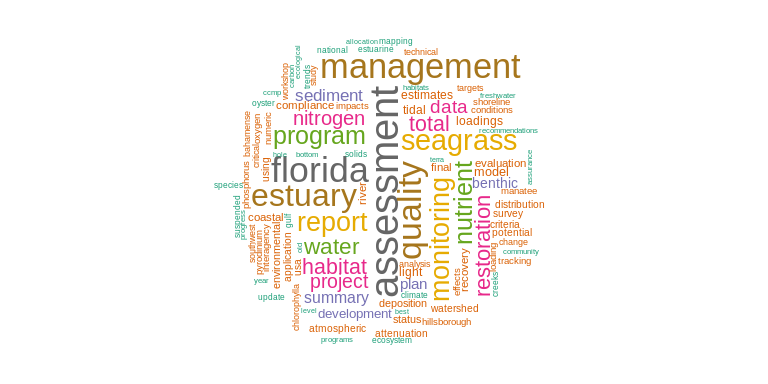 allocation
mapping
national
estuarine
technical
ecological
workshop
carbon
study
trends
management
habitats
ccmp
sediment
estimates
targets
freshwater
oyster
compliance
impacts
tidal
data
shoreline
conditions
nitrogen
total
loadings
recommendations
numeric
oxygen
critical
bahamense
program
seagrass
hole
bottom
solids
terra
final
evaluation
assurance
using
florida
assessment
quality
model
species
phosphorus
benthic
manatee
estuary
river
monitoring
nutrient
restoration
distribution
suspended
progress
coastal
gulf
report
survey
criteria
potential
southwest
pyrodinium
interagency
environmental
water
old
change
community
loading
tracking
application
usa
habitat
analysis
light
recovery
effects
creeks
year
project
plan
update
summary
climate
deposition
watershed
chlorophylla
level
development
best
status
hillsborough
atmospheric
attenuation
programs
ecosystem